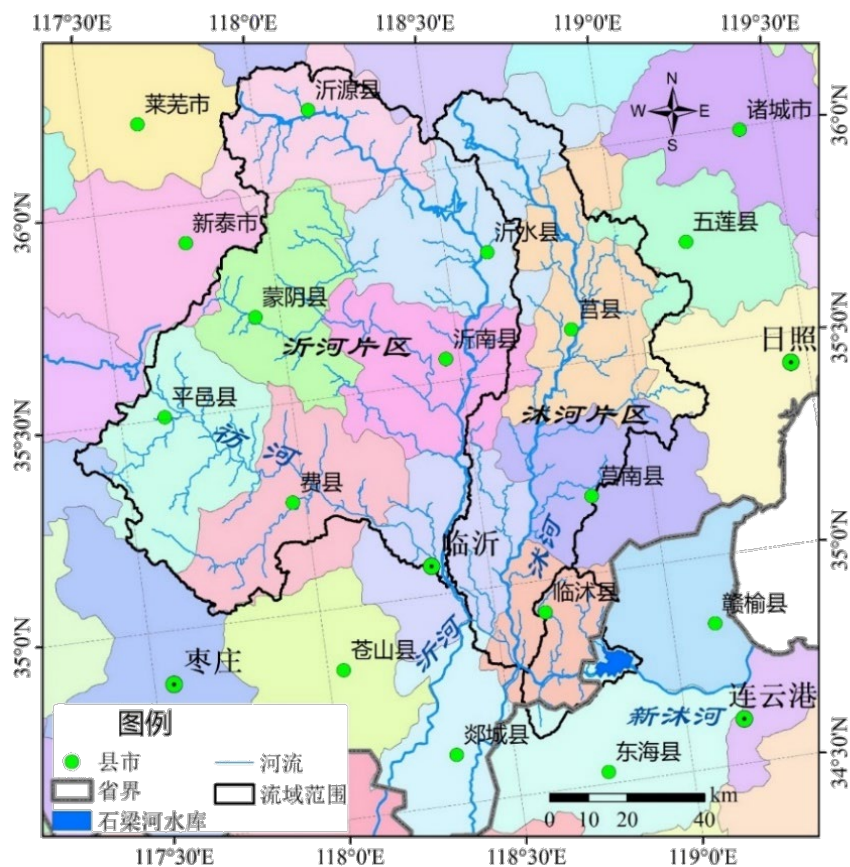 117°30'E 118°0'E 118°30'E 119°0'E 119°30'E
沂源县
莱芜市
N
W E
S
诸城市
36°0'N
36°0'N
新泰市
沂水县
五莲县
蒙阴县
沂河片区
沂南县
莒县
35°30'N
日照
平邑县
沭河片区
35°30'N
祊河
费县
莒南县
临沂
沭河
35°0'N
临沭县
赣榆县
35°0'N
枣庄
苍山县
沂河
连云港
新沭河
郯城县
东海县
34°30'N
图例
县市
河流
省界
流域范围
石梁河水库
km
0 10 20 40
117°30'E 118°0'E 118°30'E 119°0'E